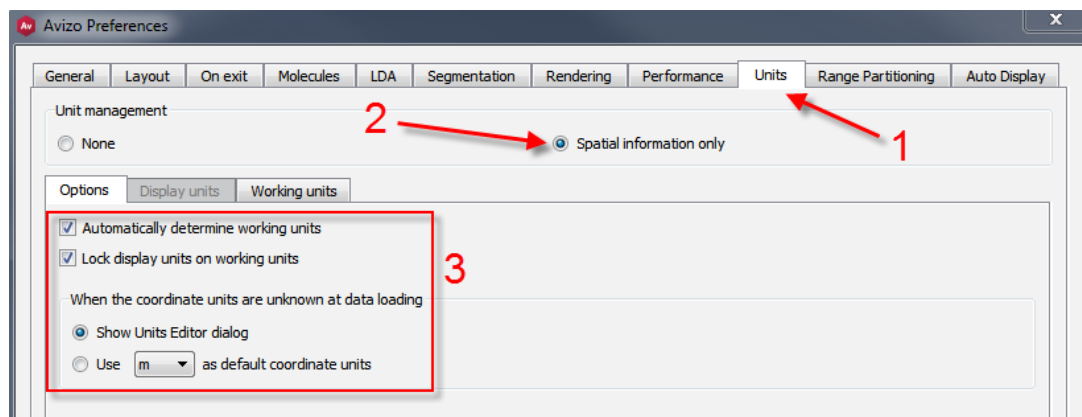 Av Avizo Preferences x
General Layout On exit Molecules LDA Segmentation Rendering Performance Units Range Partitioning Auto Display
Unit management
None
2
Spatial information only
1
Options Display units Working units
Automatically determine working units
Lock display units on working units
3
When the coordinate units are unknown at data loading
Show Units Editor dialog
Use m as default coordinate units